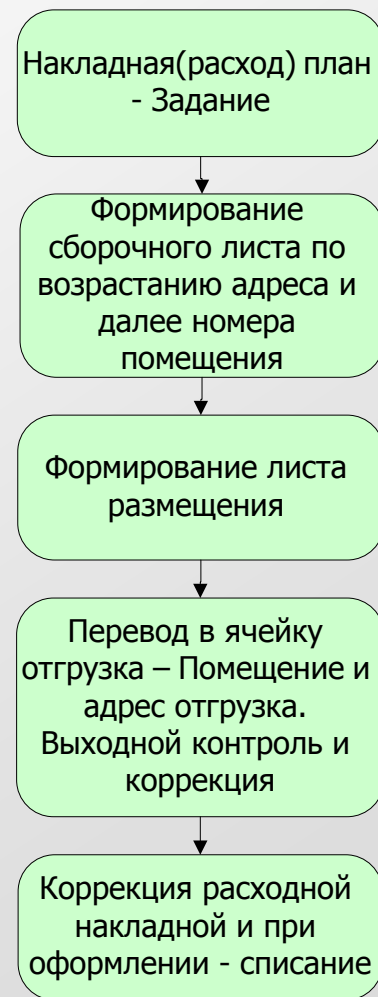 Накладная(расход) план
- Задание
Формирование
сборочного листа по
возрастанию адреса и
далее номера
помещения
Формирование листа
размещения
Перевод в ячейку
отгрузка – Помещение и
адрес отгрузка.
Выходной контроль и
коррекция
Коррекция расходной
накладной и при
оформлении - списание